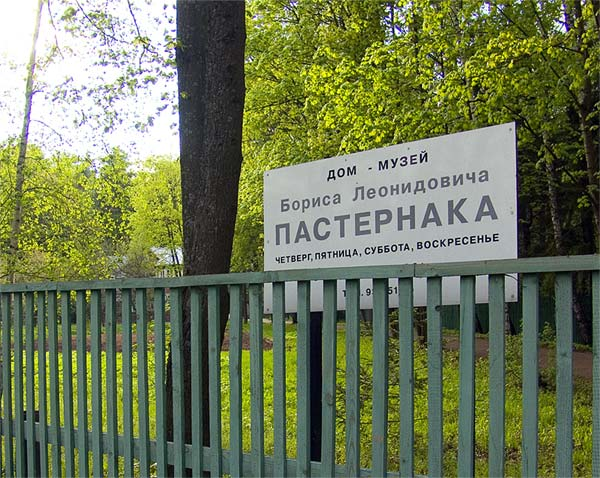 ДОМ - МУЗЕЙ
Бориса Леонидовича
ПАСТЕРНАКА
ЧЕТВЕРГ, ПЯТНИЦА, СУББОТА, ВОСКРЕСЕНЬЕ